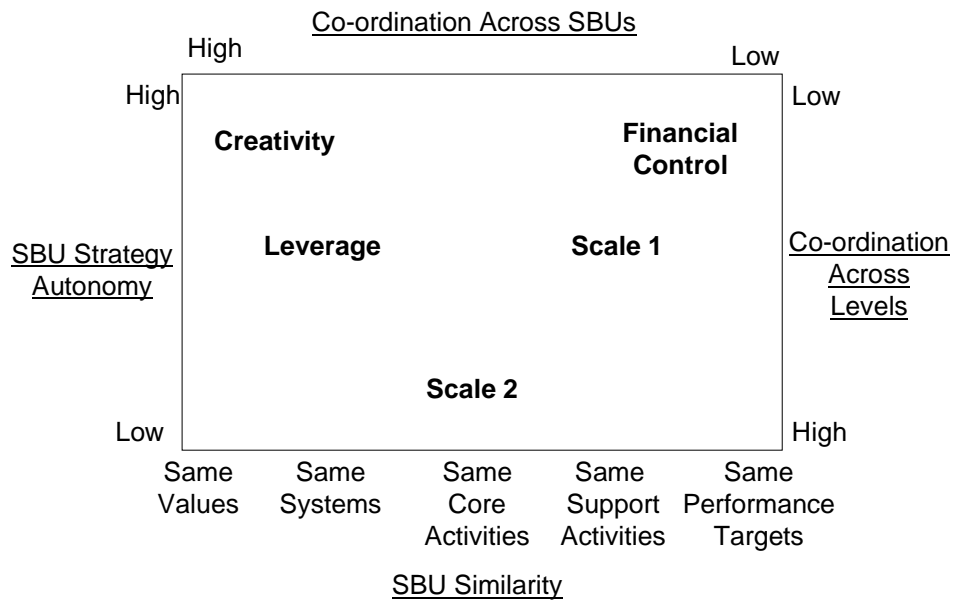 Co-ordination Across SBUs
High
Low
High
Low
Creativity
Financial
Control
SBU Strategy
Autonomy
Leverage
Scale 1
Co-ordination
Across
Levels
Scale 2
Low
High
Same
Values
Same
Systems
Same
Core
Activities
Same
Support
Activities
Same
Performance
Targets
SBU Similarity